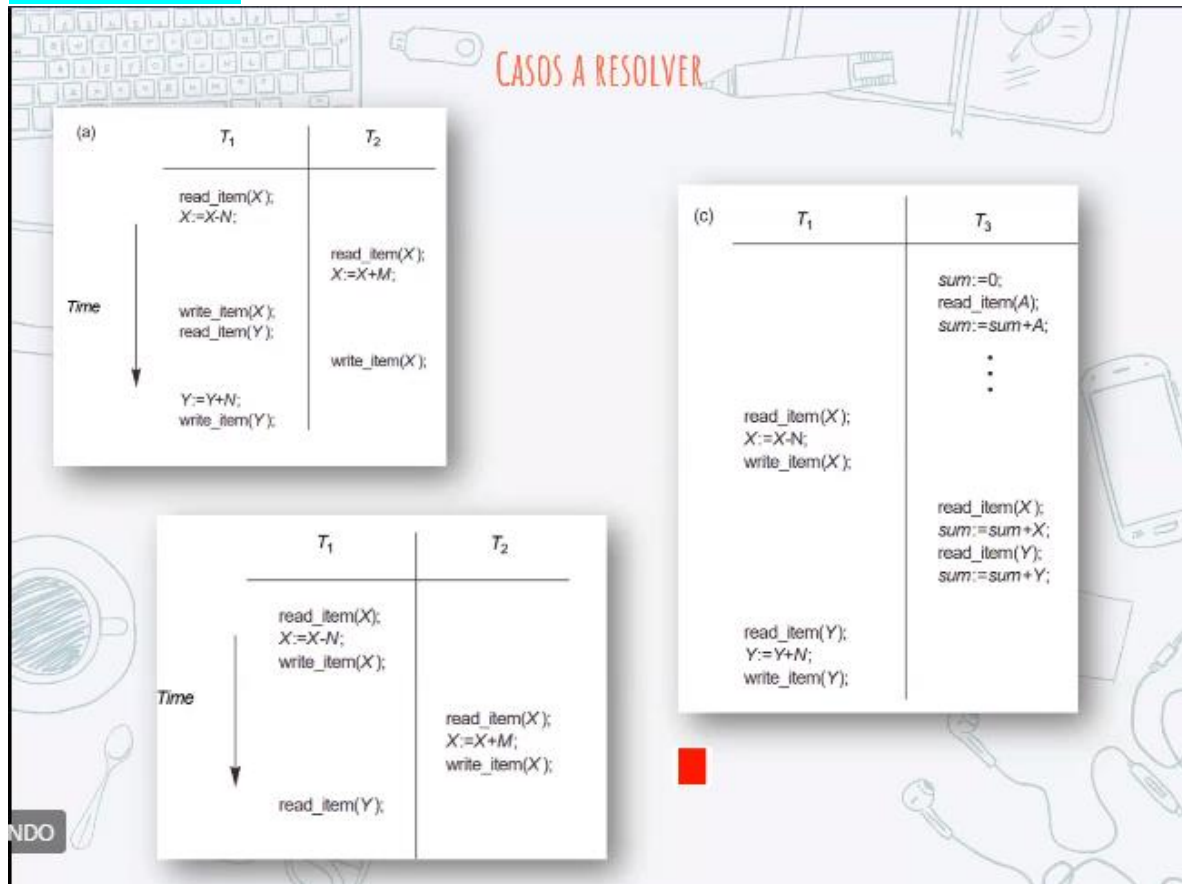 CASOS A RESOLVER
(a) T1 T2
read_item(X);
X:=X-N;
read_item(X);
X:=X+M;
Time
write_item(X);
read_item(Y);
write_item(X);
Y:=Y+N;
write_item(Y);
T1 T2
read_item(X);
X:=X-N;
write_item(X);
Time
read_item(X);
X:=X+M;
write_item(X);
read_item(Y);
(c) T1 T3
sum:=0;
read_item(A);
sum:=sum+A;
read_item(X);
X:=X-N;
write_item(X);
read_item(X);
sum:=sum+X;
read_item(Y);
sum:=sum+Y;
read_item(Y);
Y:=Y+N;
write_item(Y);
NDO